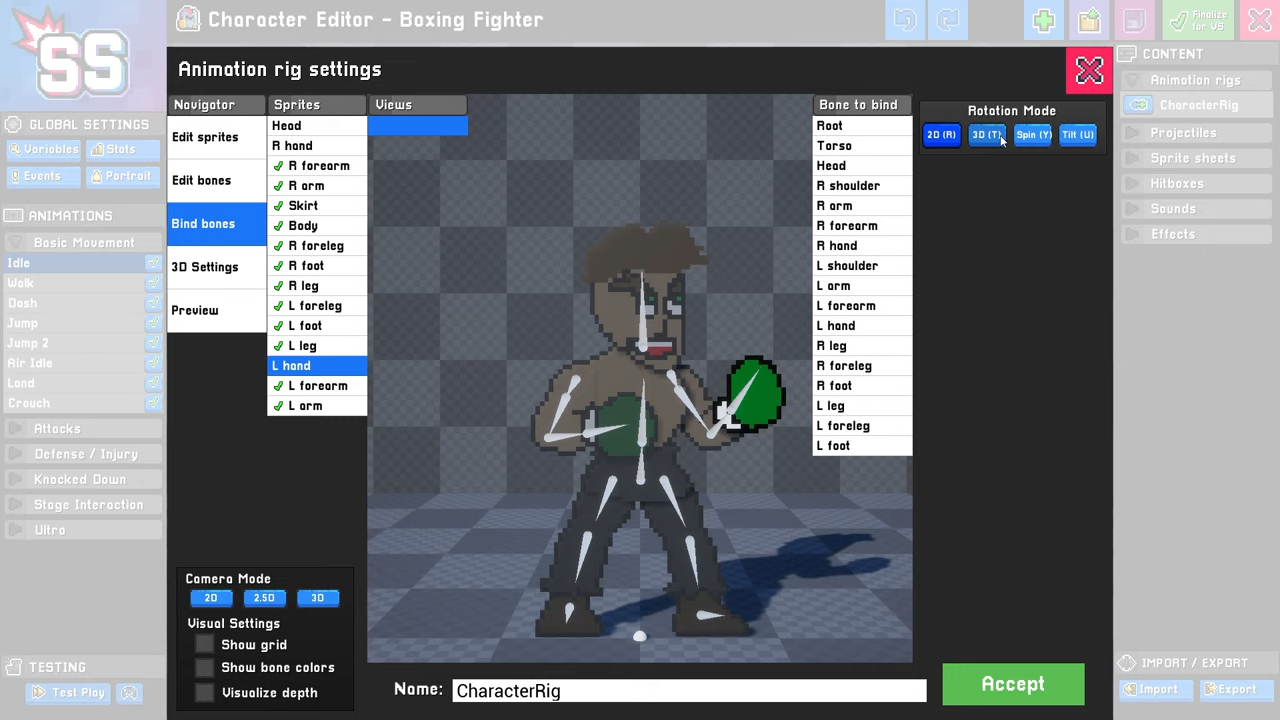 Character Editor - Boxing Fighter
Finalize
for VS
SS
Animation rig settings
CONTENT
Animation rigs
CharacterRig
Projectiles
Sprite sheets
Hitboxes
Sounds
Effects
GLOBAL SETTINGS
Variables
Stats
Events
Portrait
ANIMATIONS
Basic Movement
Idle
Walk
Dash
Jump
Jump 2
Air Idle
Land
Crouch
Attacks
Defense / Injury
Knocked Down
Stage Interaction
Ultra
TESTING
Test Play
Navigator
Edit sprites
Edit bones
Bind bones
3D Settings
Preview
Sprites
Head
R hand
R forearm
R arm
Skirt
Body
R foreleg
R foot
R leg
L foreleg
L foot
L leg
L hand
L forearm
L arm
Views
Bone to bind
Root
Torso
Head
R shoulder
R arm
R forearm
R hand
L shoulder
L arm
L forearm
L hand
R leg
R foreleg
R foot
L leg
L foreleg
L foot
Rotation Mode
2D (R)
3D (T)
Spin (Y)
Tilt (U)
Camera Mode
2D
2.5D
3D
Visual Settings
Show grid
Show bone colors
Visualize depth
Name:
CharacterRig
Accept
IMPORT / EXPORT
Import
Export